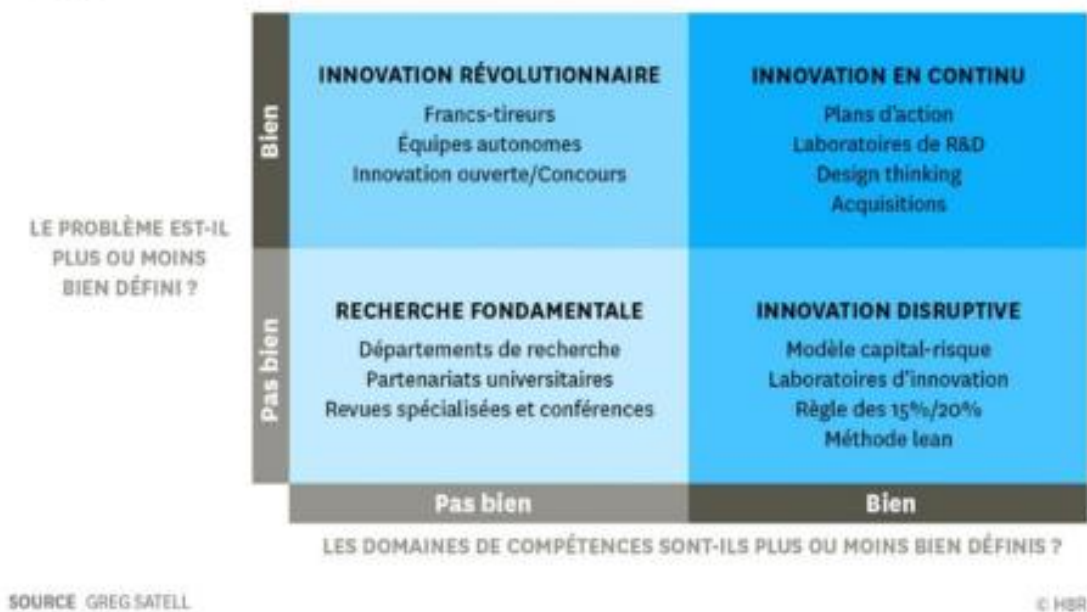 INNOVATION RÉVOLUTIONNAIRE
Francs-tireurs
Équipes autonomes
Innovation ouverte/Concours
INNOVATION EN CONTINU
Plans d'action
Laboratoires de R&D
Design thinking
Acquisitions
Bien
LE PROBLÈME EST-IL
PLUS OU MOINS
BIEN DÉFINI ?
Pas bien
RECHERCHE FONDAMENTALE
Départements de recherche
Partenariats universitaires
Revues spécialisées et conférences
INNOVATION DISRUPTIVE
Modèle capital-risque
Laboratoires d'innovation
Règle des 15%/20%
Méthode lean
Pas bien
Bien
LES DOMAINES DE COMPÉTENCES SONT-ILS PLUS OU MOINS BIEN DÉFINIS ?
SOURCE GREG SATELL
© HBR